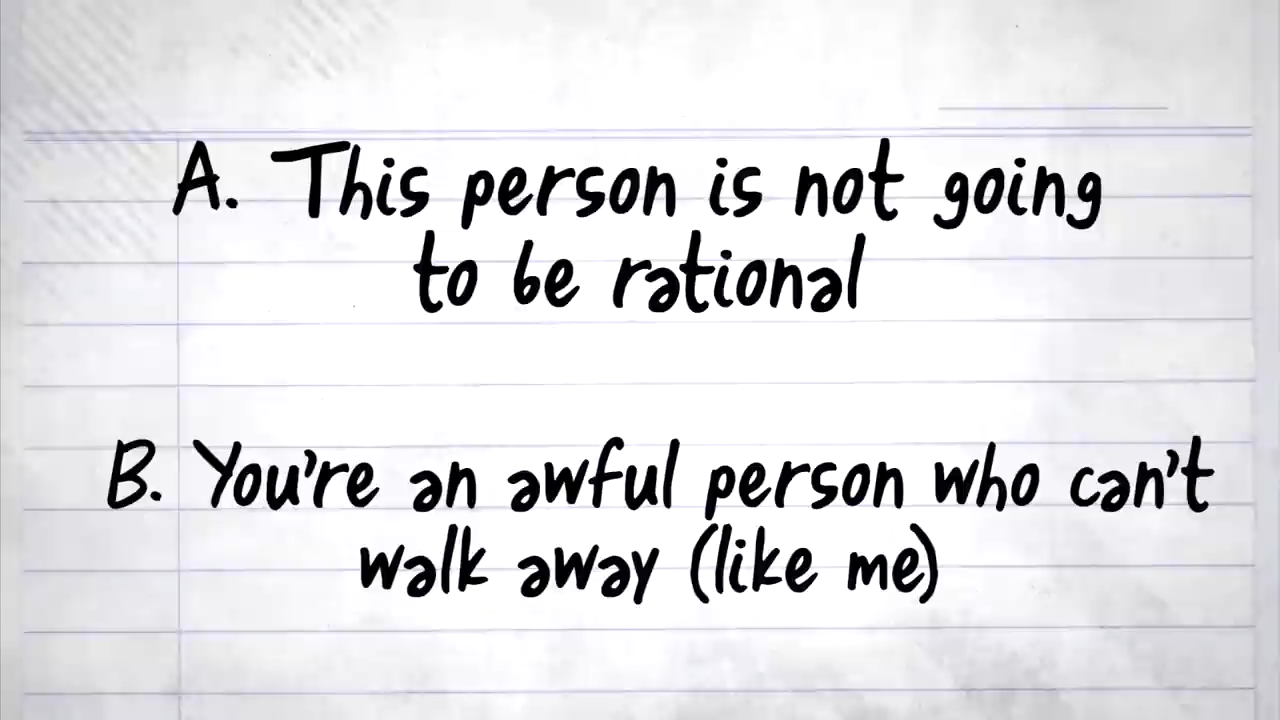 A. This person is not going
to be rational
B. You're an awful person who can't
walk away (like me)